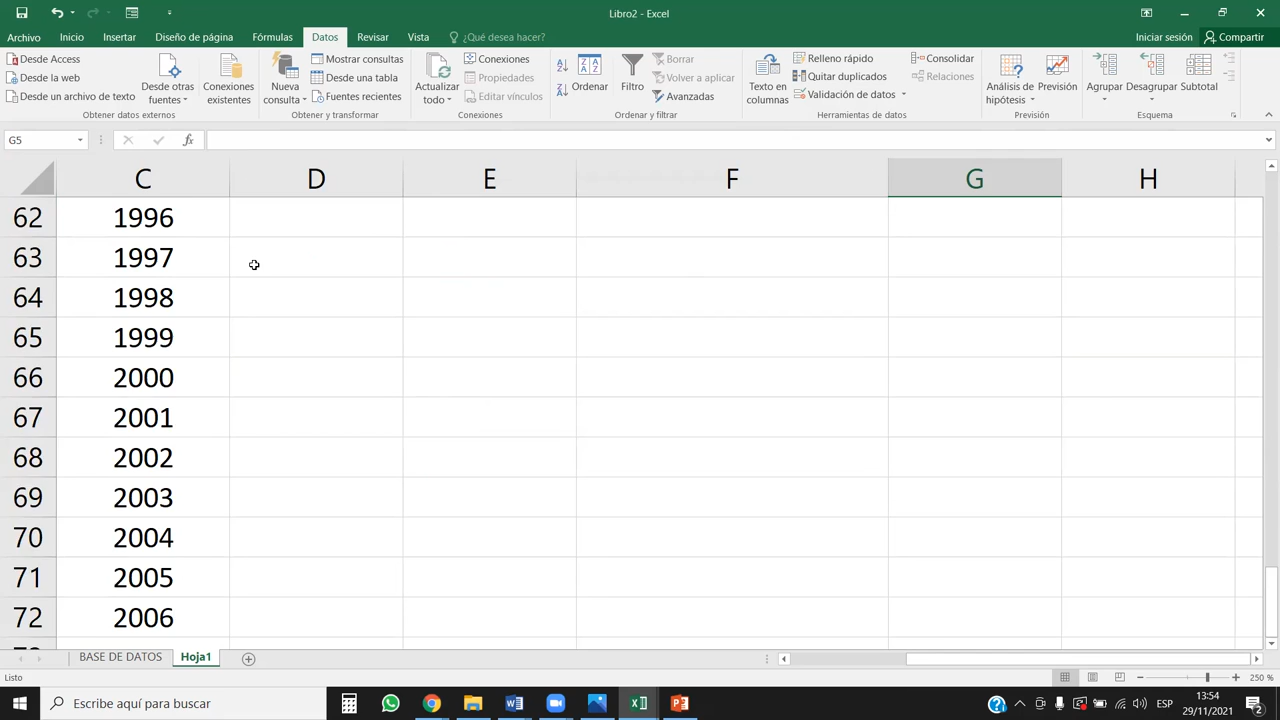 Libro2 - Excel
Archivo Inicio Insertar Diseño de página Fórmulas Datos Revisar Vista ¿Qué desea hacer? Iniciar sesión Compartir
Desde Access
Desde la web
Desde un archivo de texto
Desde otras fuentes
Conexiones existentes
Obtener datos externos
Nueva consulta
Mostrar consultas
Desde una tabla
Fuentes recientes
Obtener y transformar
Actualizar todo
Conexiones
Propiedades
Editar vínculos
Conexiones
Ordenar
Filtro
Borrar
Volver a aplicar
Avanzadas
Ordenar y filtrar
Texto en columnas
Relleno rápido
Quitar duplicados
Validación de datos
Consolidar
Relaciones
Herramientas de datos
Análisis de hipótesis
Previsión
Previsión
Agrupar
Desagrupar
Subtotal
Esquema
G5
fx
C D E F G H
62 1996
63 1997
64 1998
65 1999
66 2000
67 2001
68 2002
69 2003
70 2004
71 2005
72 2006
BASE DE DATOS Hoja1
Listo
250 %
Escribe aquí para buscar
ESP
13:54
29/11/2021
2